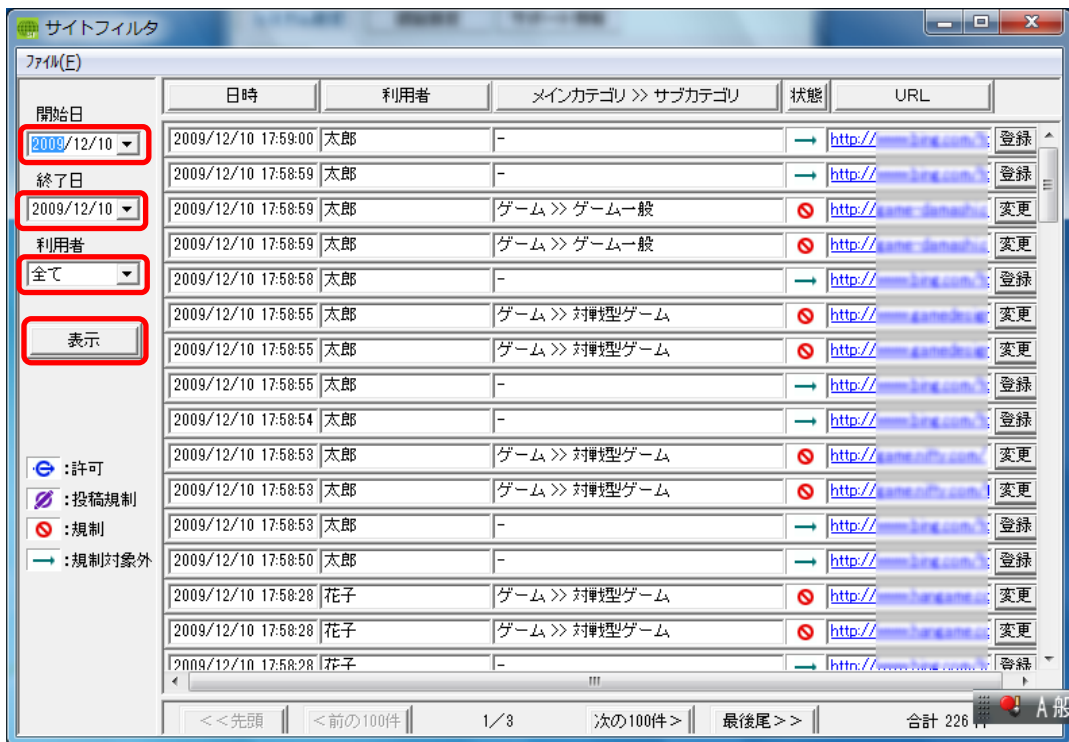 サイトフィルタ
ファイル(F)
開始日
2009/12/10
終了日
2009/12/10
利用者
全て
表示
:許可
:投稿規制
:規制
:規制対象外
日時 利用者 メインカテゴリ >> サブカテゴリ 状態 URL
2009/12/10 17:59:00 太郎 - http:// 登録
2009/12/10 17:58:59 太郎 - http:// 登録
2009/12/10 17:58:59 太郎 ゲーム >> ゲーム一般 http:// 変更
2009/12/10 17:58:59 太郎 ゲーム >> ゲーム一般 http:// 変更
2009/12/10 17:58:58 太郎 - http:// 登録
2009/12/10 17:58:55 太郎 ゲーム >> 対戦型ゲーム http:// 変更
2009/12/10 17:58:55 太郎 ゲーム >> 対戦型ゲーム http:// 変更
2009/12/10 17:58:55 太郎 - http:// 登録
2009/12/10 17:58:54 太郎 - http:// 登録
2009/12/10 17:58:53 太郎 ゲーム >> 対戦型ゲーム http:// 変更
2009/12/10 17:58:53 太郎 ゲーム >> 対戦型ゲーム http:// 変更
2009/12/10 17:58:53 太郎 - http:// 登録
2009/12/10 17:58:50 太郎 - http:// 登録
2009/12/10 17:58:28 花子 ゲーム >> 対戦型ゲーム http:// 変更
2009/12/10 17:58:28 花子 ゲーム >> 対戦型ゲーム http:// 変更
2009/12/10 17:58:28 花子 - http:// 登録
<<先頭 <前の100件 1/3 次の100件> 最後尾>> 合計 226
A般